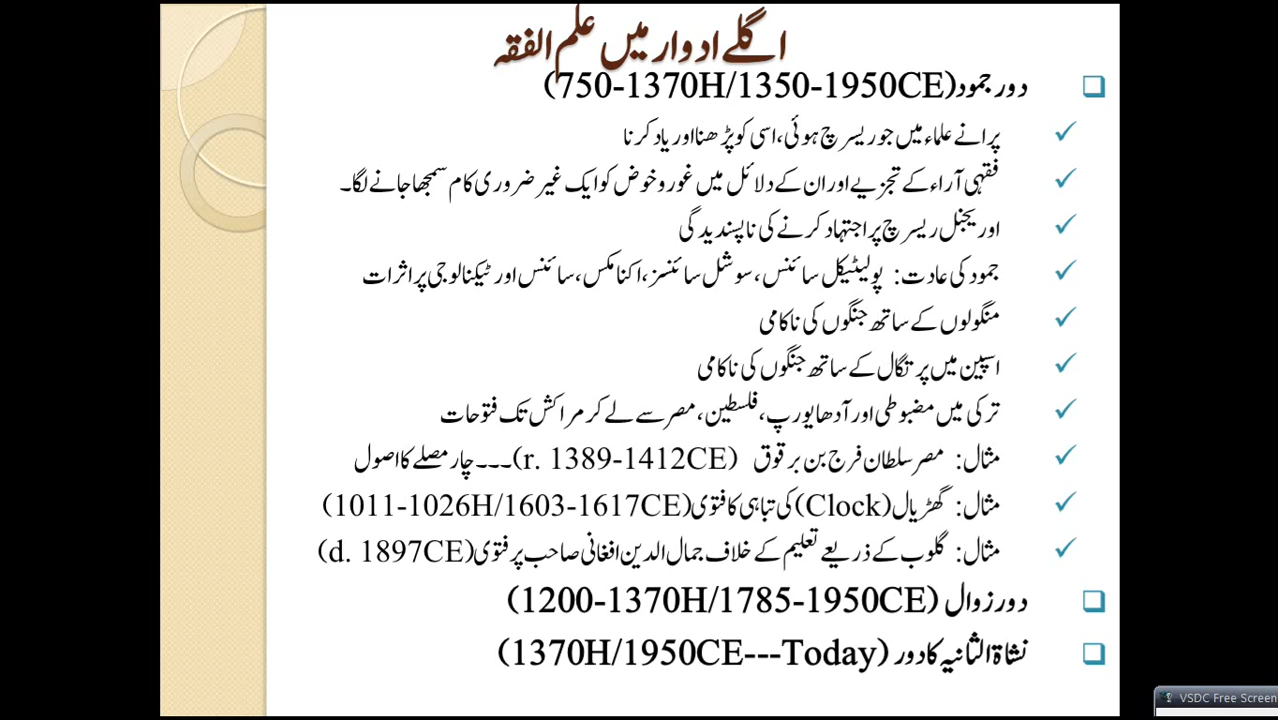 اگلے ادوار میں علم الفقہ
دور جمود (750-1370H/1350-1950CE)
پرانے علماء میں جو ریسرچ ہوئی، اسی کو پڑھنا اور یاد کرنا
فقہی آراء کے تجزیے اور ان کے دلائل میں غور و خوض کو ایک غیر ضروری کام سمجھا جانے لگا۔
اوریجنل ریسرچ پر اجتہاد کرنے کی ناپسندیدگی
جمود کی عادت: پولیٹیکل سائنس، سوشل سائنسز، اکنامکس، سائنس اور ٹیکنالوجی پر اثرات
منگولوں کے ساتھ جنگوں کی ناکامی
اسپین میں پرتگال کے ساتھ جنگوں کی ناکامی
ترکی میں مضبوطی اور آدھا یورپ، فلسطین، مصر سے لے کر مراکش تک فتوحات
مثال: مصر سلطان فرج بن برقوق (r. 1389-1412CE)۔۔۔ چار مصلے کا اصول
مثال: گھڑیال (Clock) کی تباہی کا فتوی (1011-1026H/1603-1617CE)
مثال: گلوب کے ذریعے تعلیم کے خلاف جمال الدین افغانی صاحب پر فتوی (d. 1897CE)
دور زوال (1200-1370H/1785-1950CE)
نشاۃ الثانیہ کا دور (1370H/1950CE---Today)
VSDC Free Screen